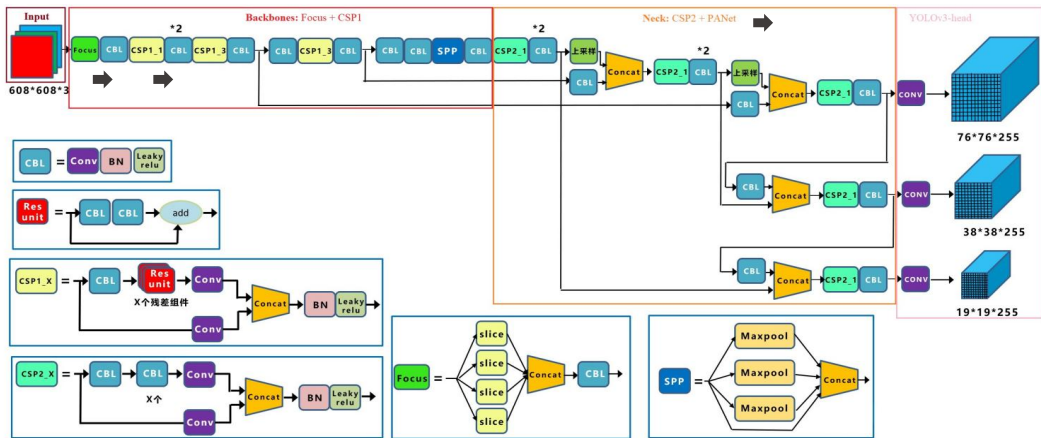 Input
Backbones: Focus + CSP1
Neck: CSP2 + PANet
YOLOv3-head
*2
*2
*2
Focus CBL CSP1_1 CBL CSP1_3 CBL CBL CSP1_3 CBL CBL CBL SPP CBL CSP2_1 CBL 上采样
CBL Concat CSP2_1 CBL 上采样
CBL Concat CSP2_1 CBL CONV
608*608*3
76*76*255
CBL = Conv BN Leaky relu
CBL Concat CSP2_1 CBL CONV
38*38*255
Res unit = CBL CBL add
CBL Concat CSP2_1 CBL CONV
19*19*255
CSP1_X = CBL Res unit Conv
X个残差组件
Concat BN Leaky relu
Conv
CSP2_X = CBL CBL Conv
X个
Concat BN Leaky relu
Conv
Focus = slice
slice
slice
slice
Concat CBL
SPP = Maxpool
Maxpool
Maxpool
Concat